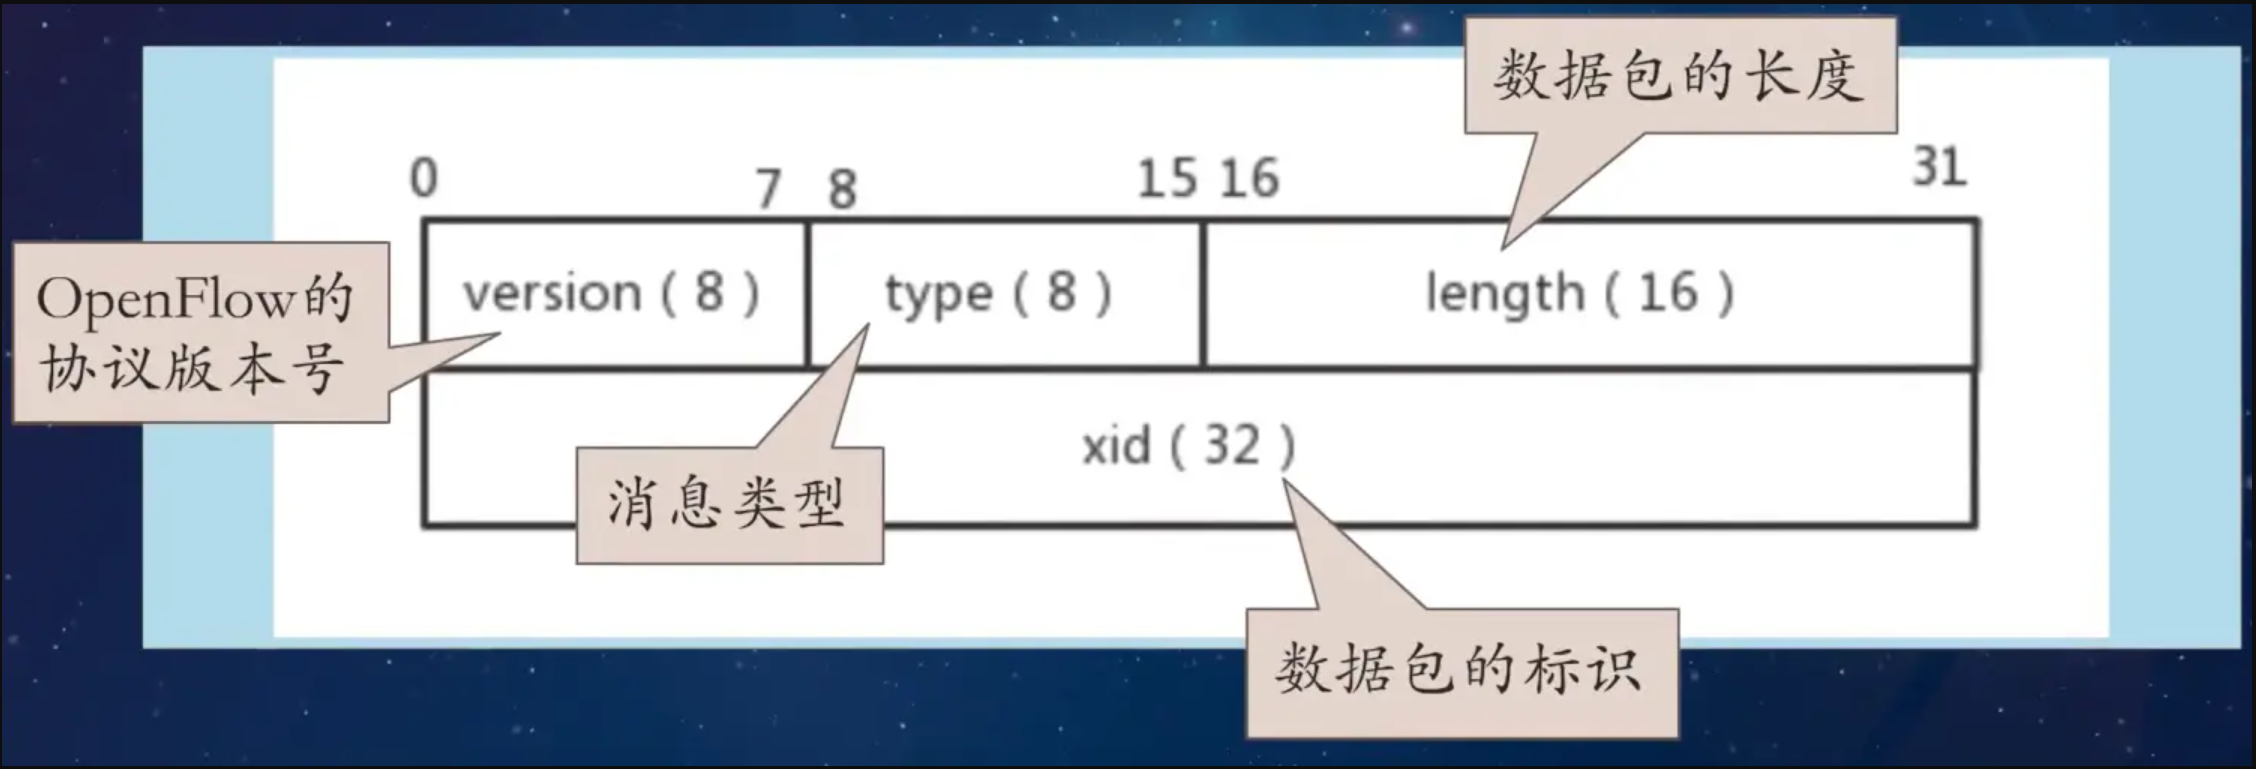 数据包的长度
0 7 8 15 16 31
OpenFlow的
协议版本号
version ( 8 ) type ( 8 ) length ( 16 )
xid ( 32 )
消息类型
数据包的标识